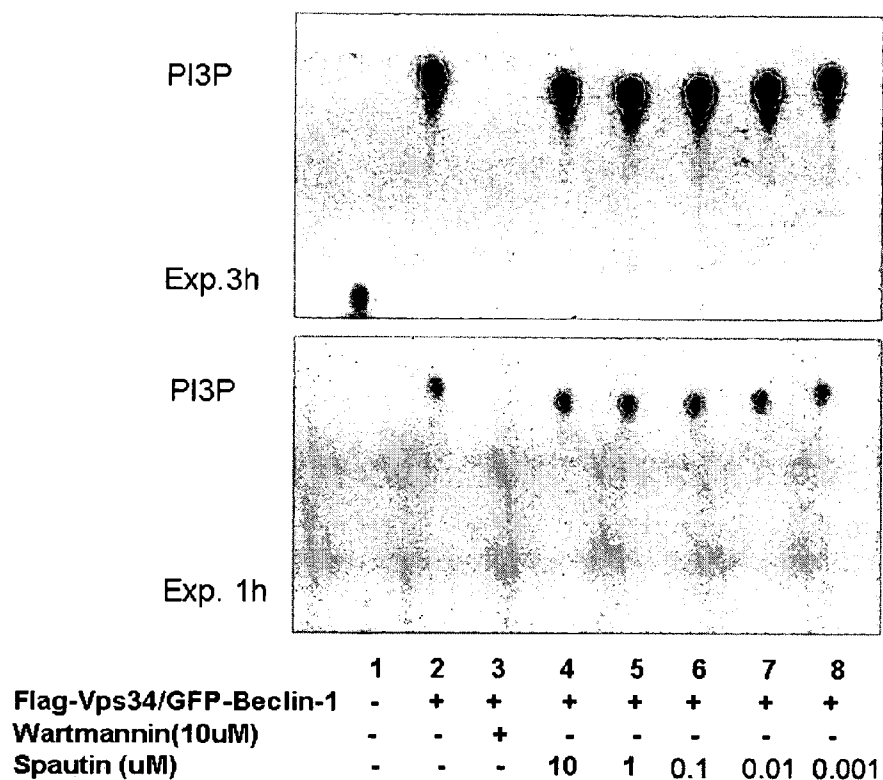 PI3P
Exp.3h
PI3P
Exp. 1h
1 2 3 4 5 6 7 8
Flag-Vps34/GFP-Beclin-1 - + + + + + + +
Wartmannin(10uM) - - + - - - - -
Spautin (uM) - - - 10 1 0.1 0.01 0.001